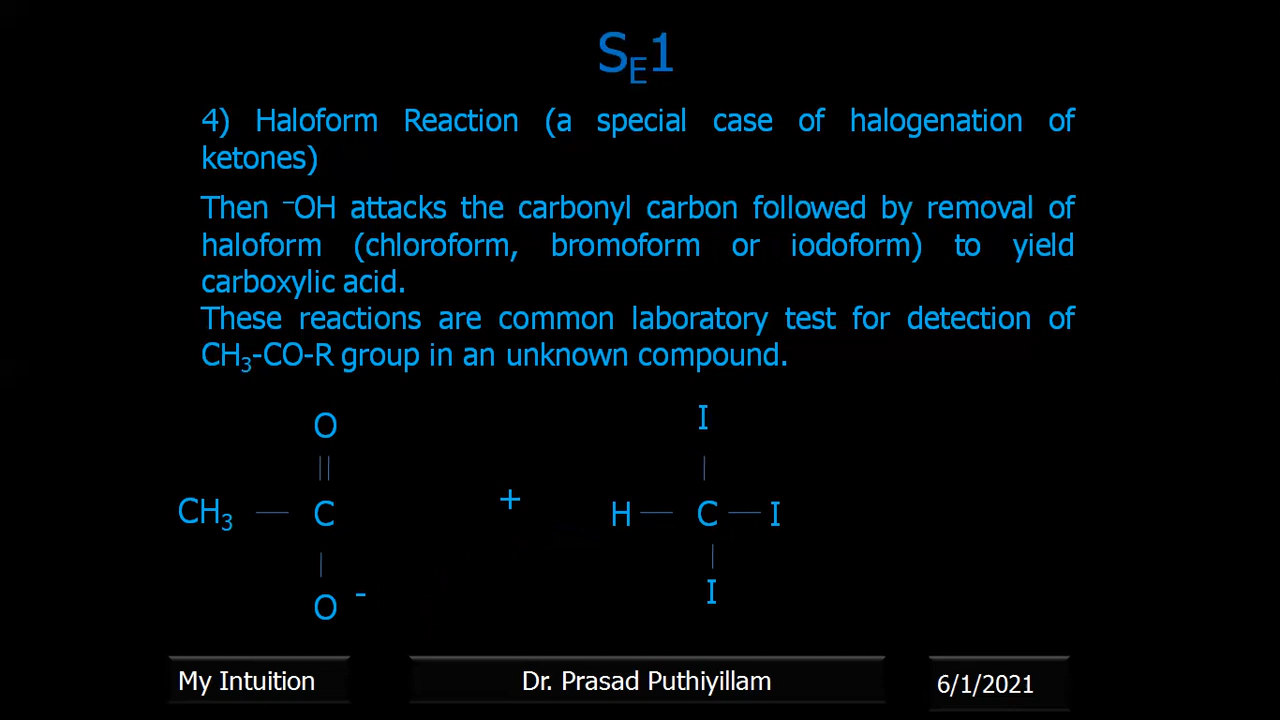 SE1
4) Haloform Reaction (a special case of halogenation of
ketones)
Then ⁻OH attacks the carbonyl carbon followed by removal of
haloform (chloroform, bromoform or iodoform) to yield
carboxylic acid.
These reactions are common laboratory test for detection of
CH₃-CO-R group in an unknown compound.
O I
CH₃ C + H C I
O - I
My Intuition Dr. Prasad Puthiyillam 6/1/2021